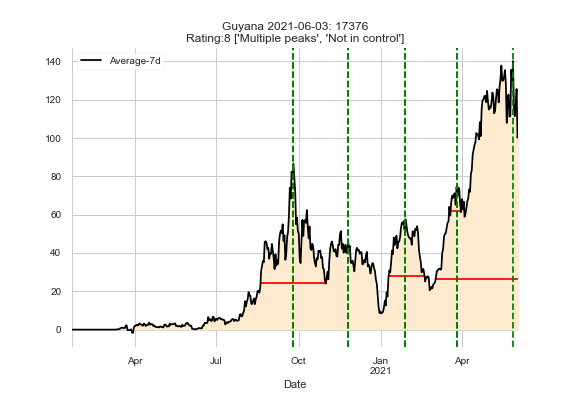 Guyana 2021-06-03: 17376
Rating:8 ['Multiple peaks', 'Not in control']
Average-7d
140
120
100
80
60
40
20
0
Apr
Jul
Oct
Jan
2021
Apr
Date